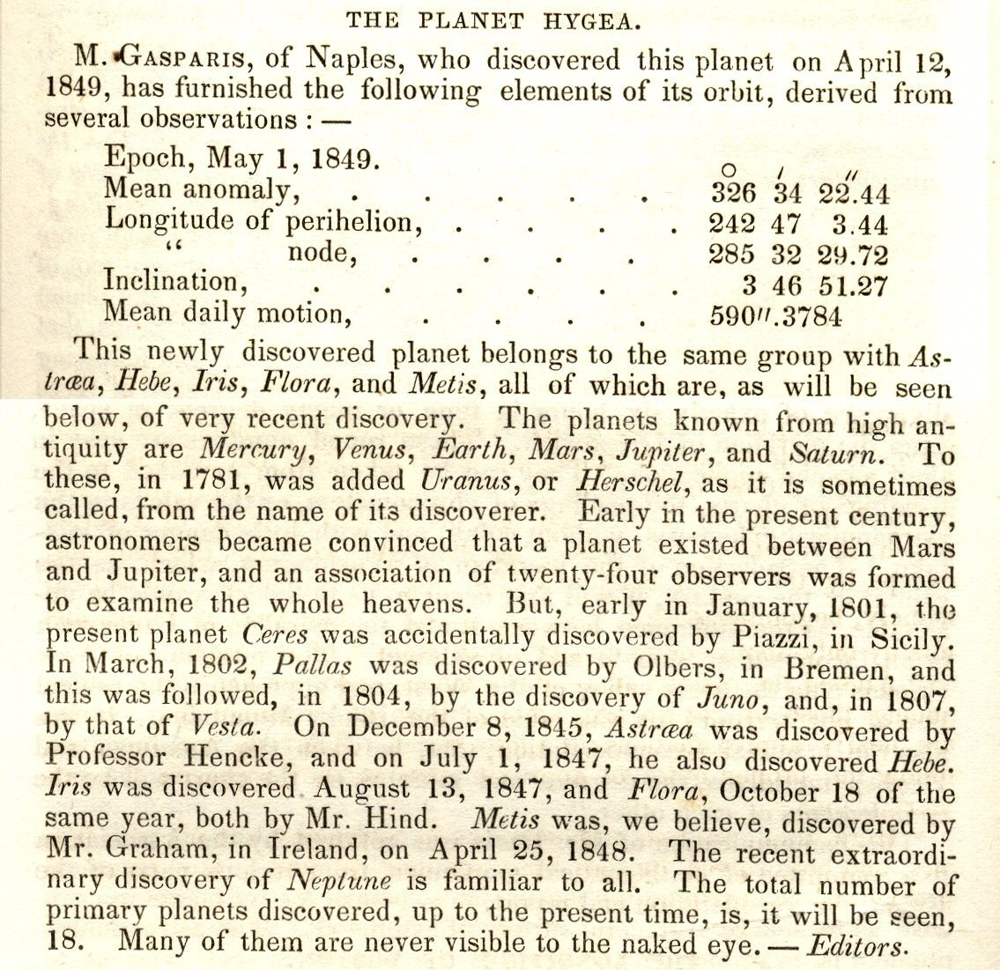 THE PLANET HYGEA.
M. GASPARIS, of Naples, who discovered this planet on April 12,
1849, has furnished the following elements of its orbit, derived from
several observations : —
Epoch, May 1, 1849.
○ ′ ″
Mean anomaly, . . . . . 326 34 22.44
Longitude of perihelion, . . . . 242 47 3.44
“ node, . . . . 285 32 29.72
Inclination, . . . . . . 3 46 51.27
Mean daily motion, . . . . 590″.3784
This newly discovered planet belongs to the same group with As-
træa, Hebe, Iris, Flora, and Metis, all of which are, as will be seen
below, of very recent discovery. The planets known from high an-
tiquity are Mercury, Venus, Earth, Mars, Jupiter, and Saturn. To
these, in 1781, was added Uranus, or Herschel, as it is sometimes
called, from the name of its discoverer. Early in the present century,
astronomers became convinced that a planet existed between Mars
and Jupiter, and an association of twenty-four observers was formed
to examine the whole heavens. But, early in January, 1801, the
present planet Ceres was accidentally discovered by Piazzi, in Sicily.
In March, 1802, Pallas was discovered by Olbers, in Bremen, and
this was followed, in 1804, by the discovery of Juno, and, in 1807,
by that of Vesta. On December 8, 1845, Astræa was discovered by
Professor Hencke, and on July 1, 1847, he also discovered Hebe.
Iris was discovered August 13, 1847, and Flora, October 18 of the
same year, both by Mr. Hind. Metis was, we believe, discovered by
Mr. Graham, in Ireland, on April 25, 1848. The recent extraordi-
nary discovery of Neptune is familiar to all. The total number of
primary planets discovered, up to the present time, is, it will be seen,
18. Many of them are never visible to the naked eye. — Editors.